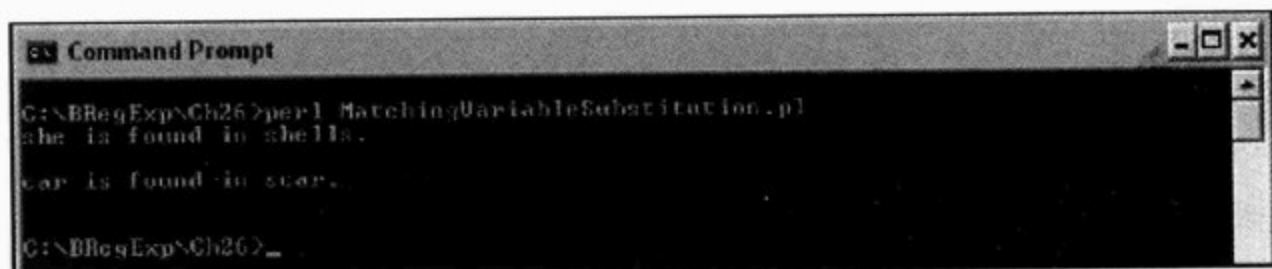 Command Prompt
C:\BRegExp\Ch26>perl MatchingVariableSubstitution.pl
she is found in shells.
car is found in scar.
C:\BRegExp\Ch26>_